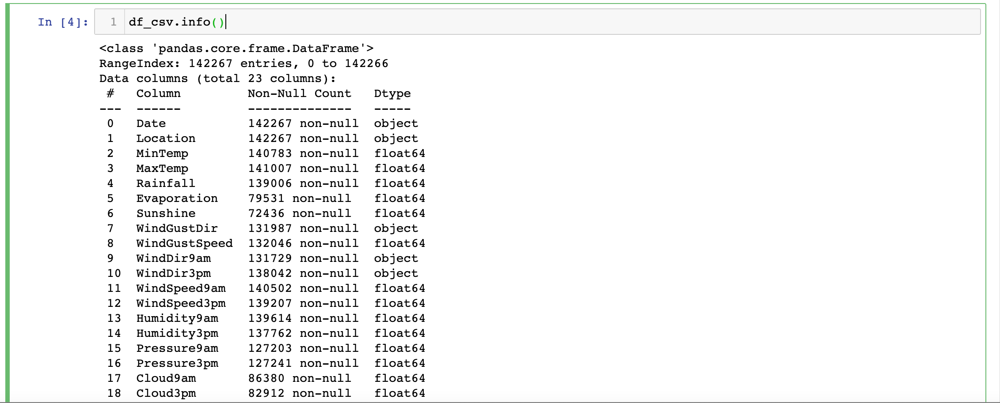 In [4]: 1 df_csv.info()
<class 'pandas.core.frame.DataFrame'>
RangeIndex: 142267 entries, 0 to 142266
Data columns (total 23 columns):
 #   Column         Non-Null Count   Dtype
---  ------         --------------   -----
 0   Date           142267 non-null  object
 1   Location       142267 non-null  object
 2   MinTemp        140783 non-null  float64
 3   MaxTemp        141007 non-null  float64
 4   Rainfall       139006 non-null  float64
 5   Evaporation    79531 non-null   float64
 6   Sunshine       72436 non-null   float64
 7   WindGustDir    131987 non-null  object
 8   WindGustSpeed  132046 non-null  float64
 9   WindDir9am     131729 non-null  object
 10  WindDir3pm     138042 non-null  object
 11  WindSpeed9am   140502 non-null  float64
 12  WindSpeed3pm   139207 non-null  float64
 13  Humidity9am    139614 non-null  float64
 14  Humidity3pm    137762 non-null  float64
 15  Pressure9am    127203 non-null  float64
 16  Pressure3pm    127241 non-null  float64
 17  Cloud9am       86380 non-null   float64
 18  Cloud3pm       82912 non-null   float64